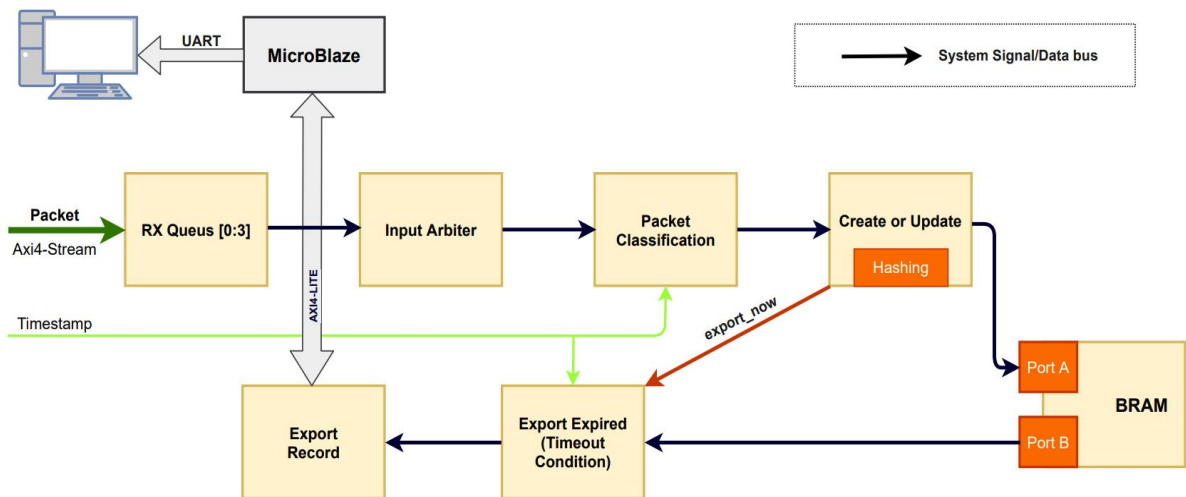 UART
MicroBlaze
System Signal/Data bus
Packet
Axi4-Stream
RX Queus [0:3]
Input Arbiter
Packet
Classification
Create or Update
Hashing
AXI4-LITE
Timestamp
export_now
Export
Record
Export Expired
(Timeout
Condition)
Port A
BRAM
Port B